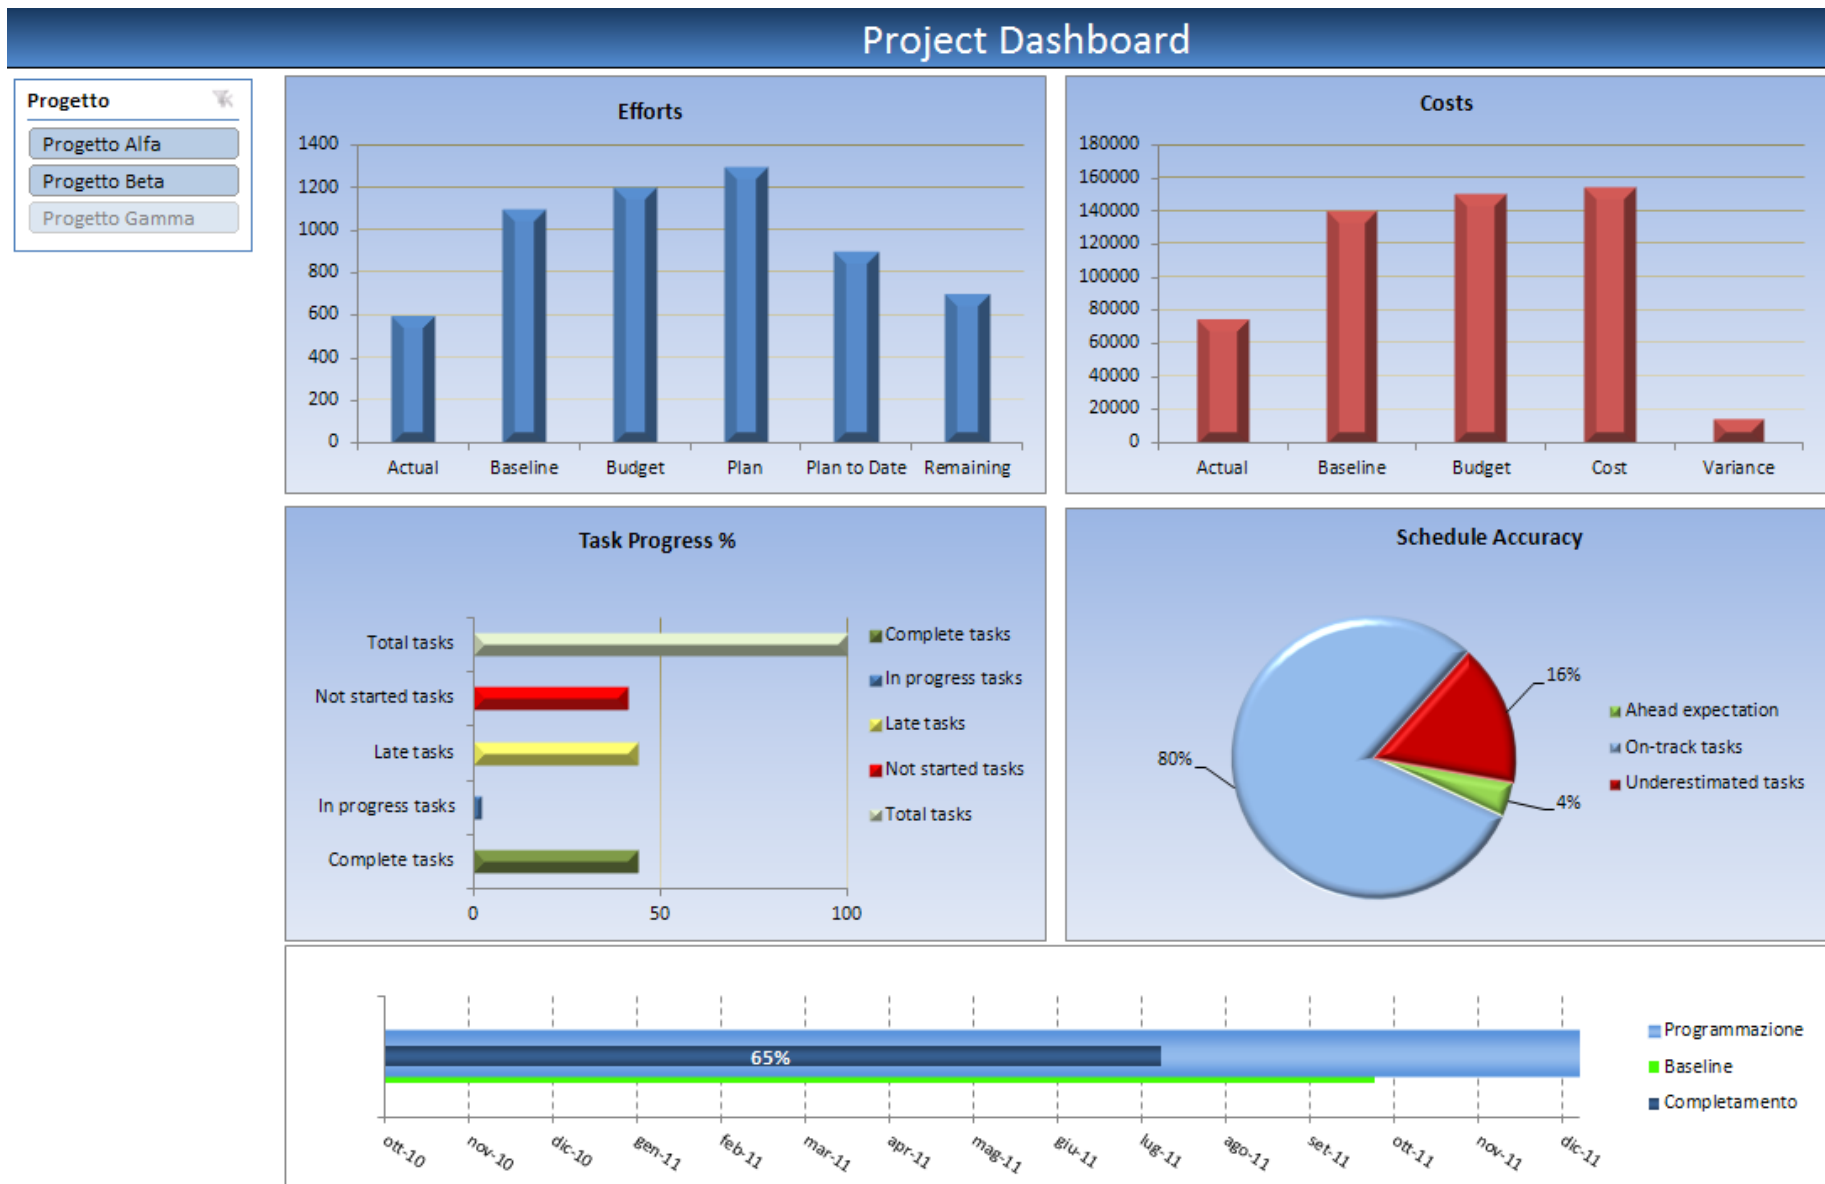 Project Dashboard
Progetto
Progetto Alfa
Progetto Beta
Progetto Gamma
Efforts
1400
1200
1000
800
600
400
200
0
Actual Baseline Budget Plan Plan to Date Remaining
Costs
180000
160000
140000
120000
100000
80000
60000
40000
20000
0
Actual Baseline Budget Cost Variance
Task Progress %
Total tasks
Not started tasks
Late tasks
In progress tasks
Complete tasks
0 50 100
Complete tasks
In progress tasks
Late tasks
Not started tasks
Total tasks
Schedule Accuracy
16%
80%
4%
Ahead expectation
On-track tasks
Underestimated tasks
65%
Programmazione
Baseline
Completamento
ott-10 nov-10 dic-10 gen-11 feb-11 mar-11 apr-11 mag-11 giu-11 lug-11 ago-11 set-11 ott-11 nov-11 dic-11